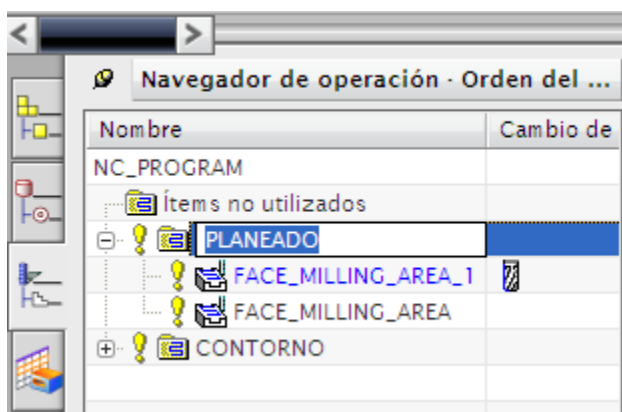 Navegador de operación - Orden del ...
Nombre Cambio de
NC_PROGRAM
Ítems no utilizados
PLANEADO
FACE_MILLING_AREA_1
FACE_MILLING_AREA
CONTORNO